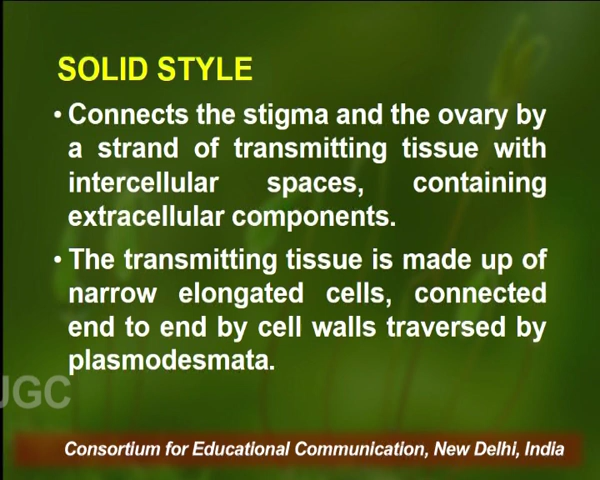 SOLID STYLE
• Connects the stigma and the ovary by
a strand of transmitting tissue with
intercellular spaces, containing
extracellular components.
• The transmitting tissue is made up of
narrow elongated cells, connected
end to end by cell walls traversed by
plasmodesmata.
UGC
Consortium for Educational Communication, New Delhi, India